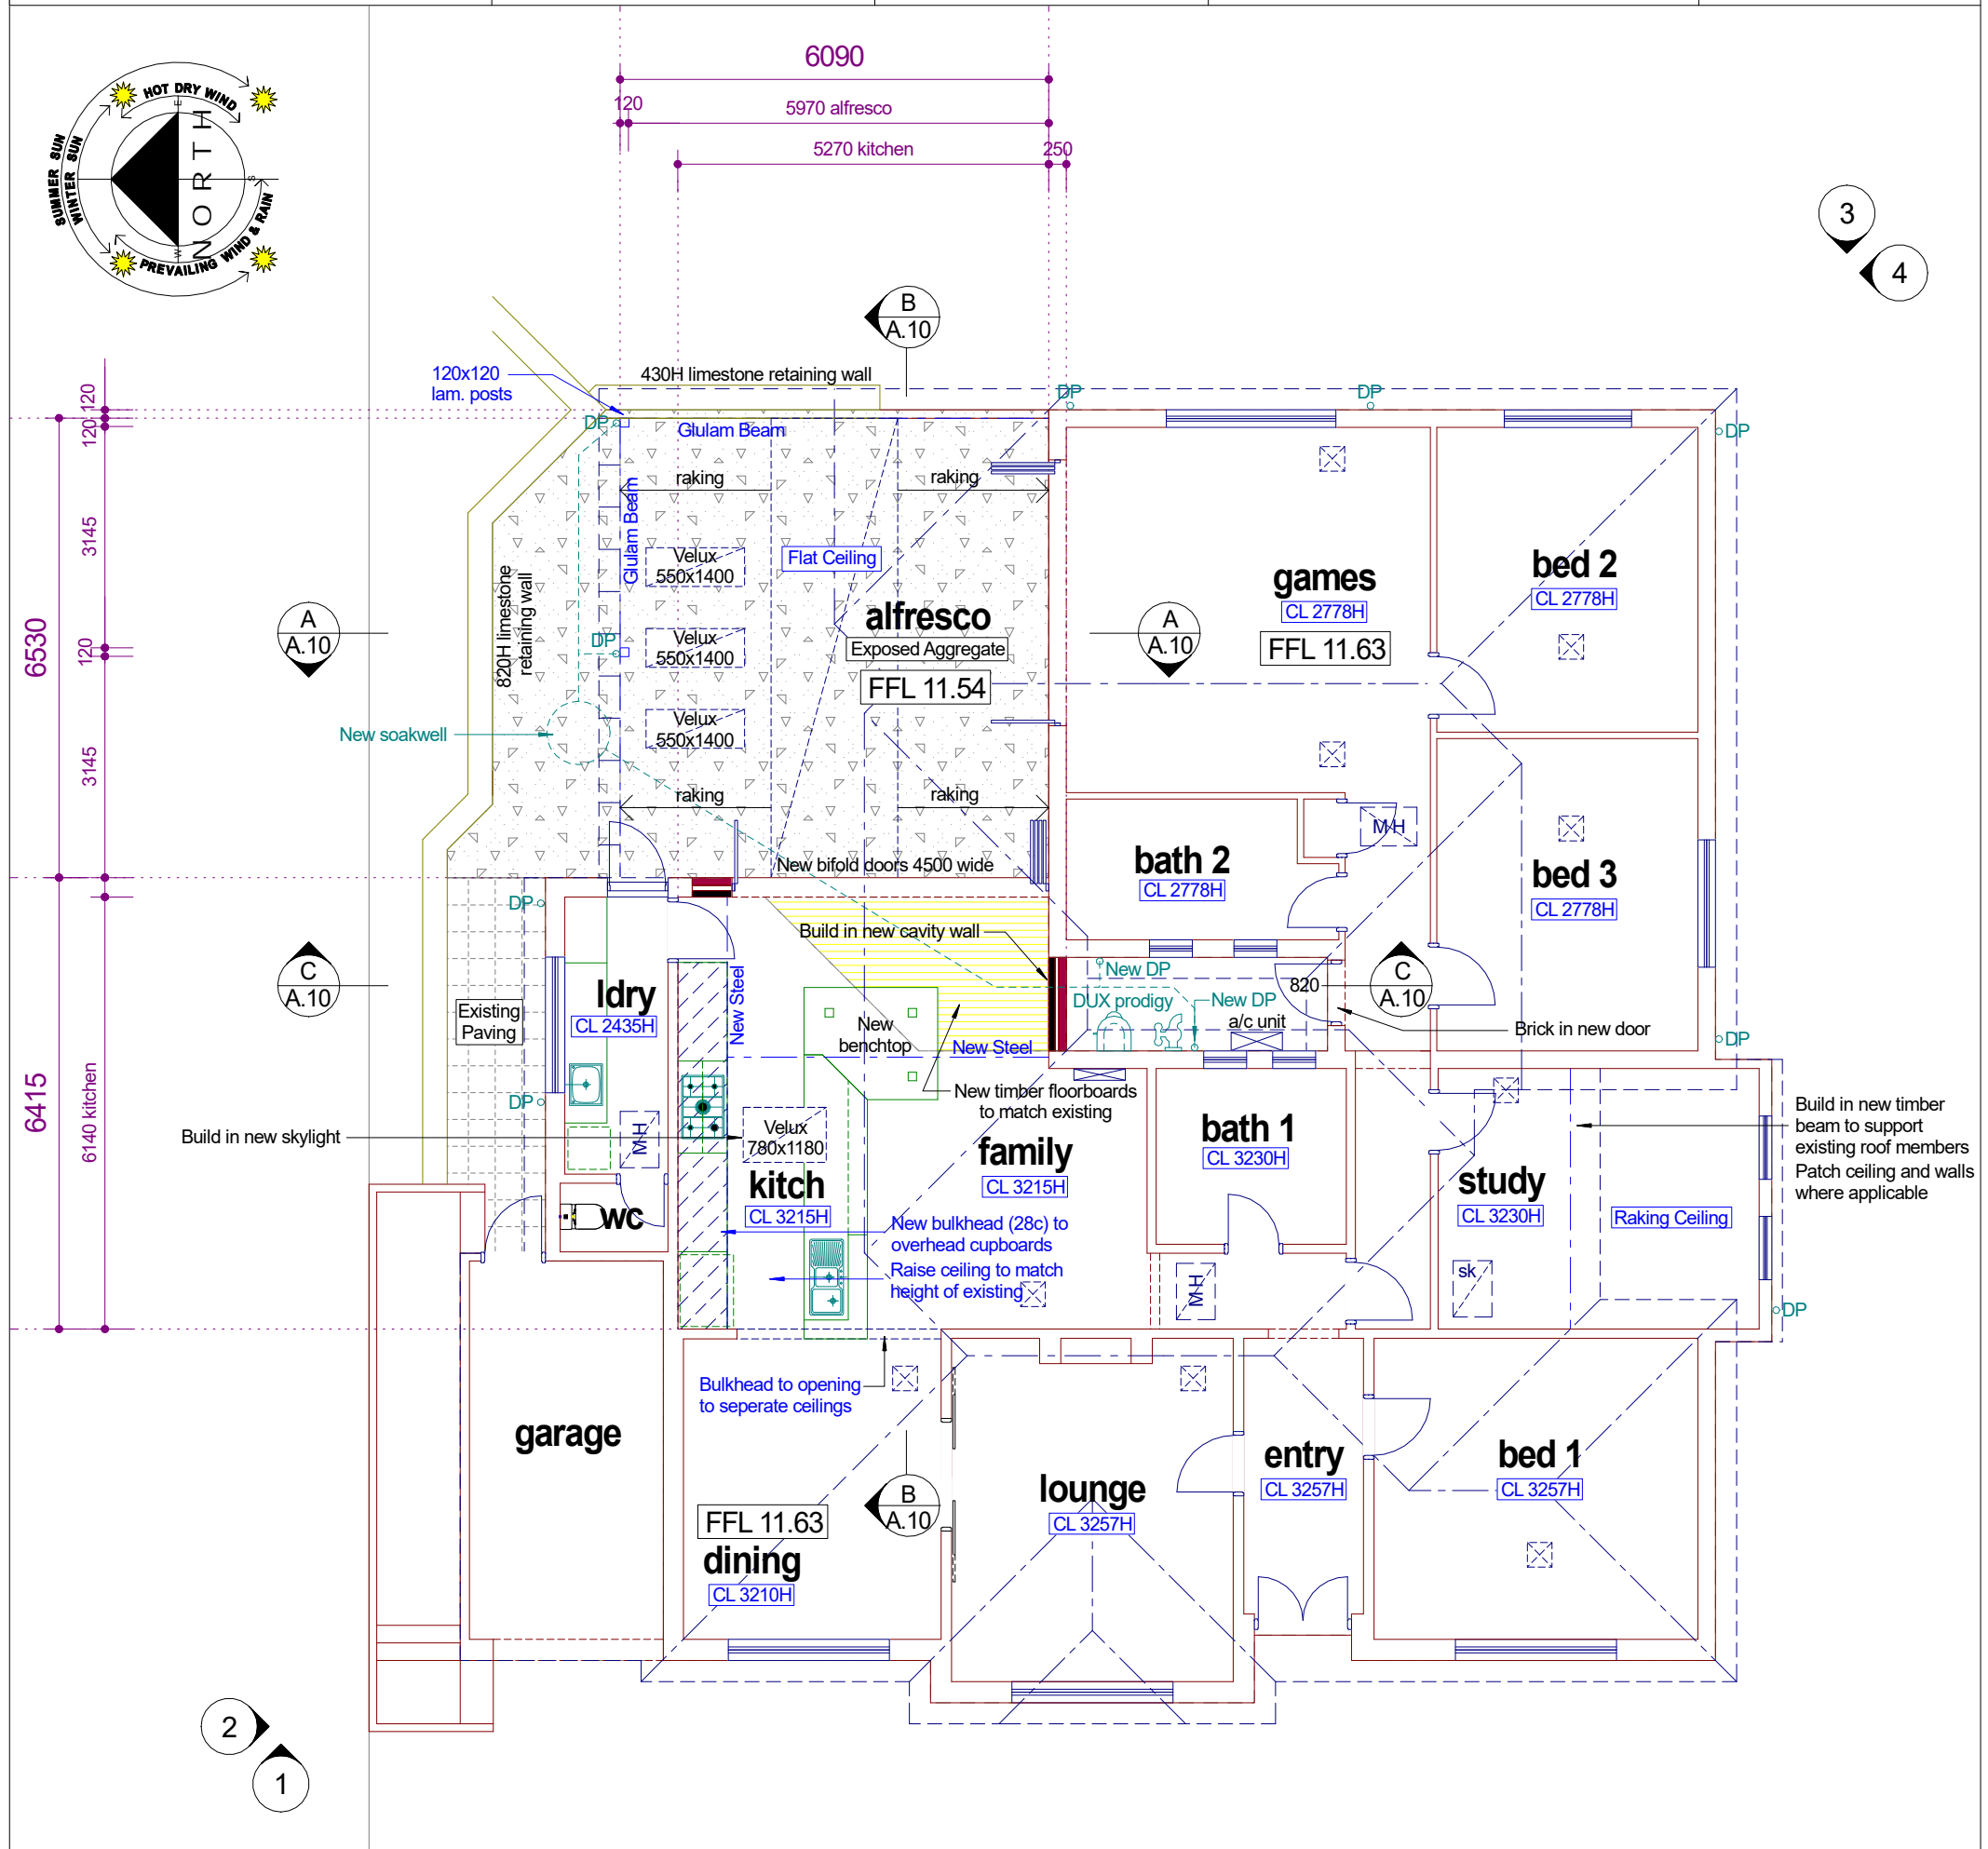 6090
120
5970 alfresco
5270 kitchen
250
HOT DRY WIND
SUMMER SUN
WINTER SUN
PREVAILING WIND & RAIN
NORTH
E
W
S
3
4
B
A.10
120x120
lam. posts
430H limestone retaining wall
DP
DP
DP
DP
Glulam Beam
Glulam Beam
raking
raking
120
120
3145
120
3145
6530
6415
6140 kitchen
Velux
550x1400
Velux
550x1400
Velux
550x1400
Flat Ceiling
820H limestone
retaining wall
DP
alfresco
Exposed Aggregate
FFL 11.54
A
A.10
A
A.10
games
CL 2778H
FFL 11.63
bed 2
CL 2778H
New soakwell
raking
raking
New bifold doors 4500 wide
bath 2
CL 2778H
M-H
bed 3
CL 2778H
DP
Build in new cavity wall
C
A.10
C
A.10
Existing
Paving
ldry
CL 2435H
New Steel
New
benchtop
New Steel
New DP
DUX prodigy
New DP
a/c unit
820
Brick in new door
DP
DP
New timber floorboards
to match existing
Build in new timber
beam to support
existing roof members
Patch ceiling and walls
where applicable
Build in new skylight
M-H
Velux
780x1180
family
CL 3215H
bath 1
CL 3230H
study
CL 3230H
Raking Ceiling
kitch
CL 3215H
wc
New bulkhead (28c) to
overhead cupboards
Raise ceiling to match
height of existing
M-H
sk
DP
Bulkhead to opening
to seperate ceilings
garage
FFL 11.63
dining
CL 3210H
B
A.10
lounge
CL 3257H
entry
CL 3257H
bed 1
CL 3257H
2
1